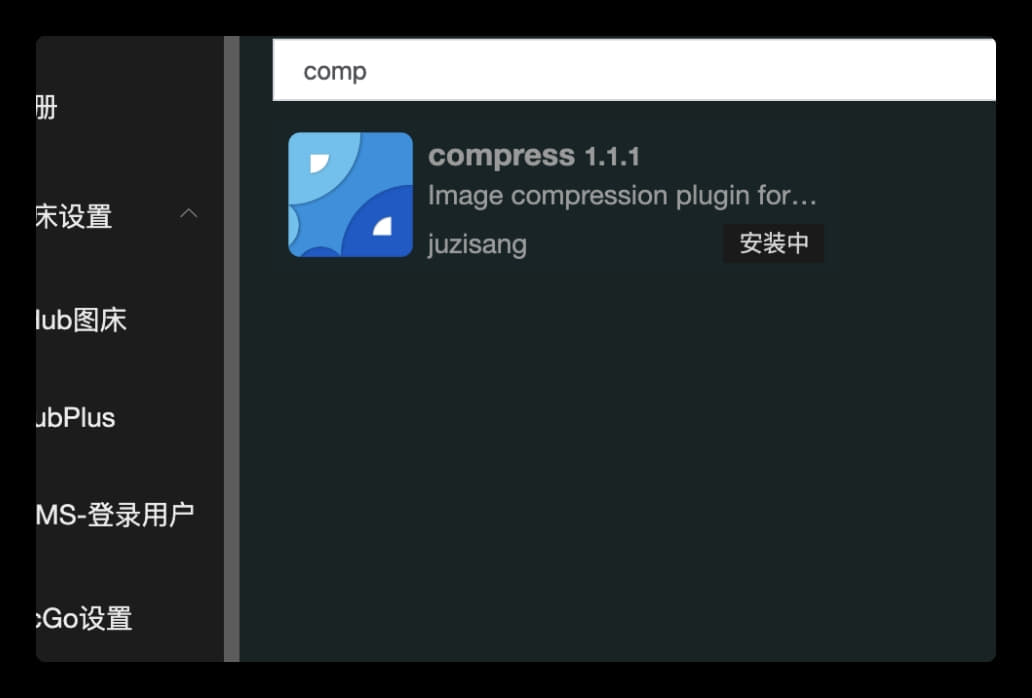 comp
册
compress 1.1.1
Image compression plugin for...
juzisang
安装中
床设置
Hub图床
ubPlus
MS-登录用户
cGo设置